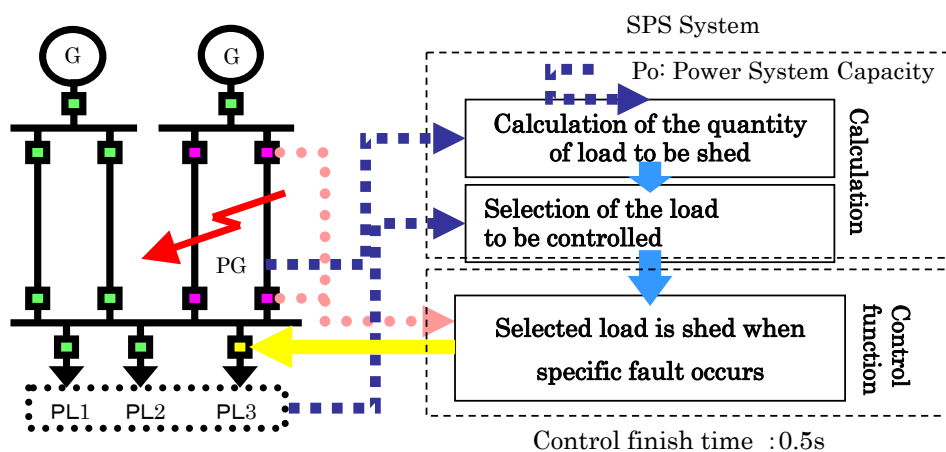 SPS System
G
G
Po: Power System Capacity
Calculation of the quantity
of load to be shed
Calculation
Selection of the load
to be controlled
PG
Selected load is shed when
specific fault occurs
Control
function
PL1
PL2
PL3
Control finish time :0.5s